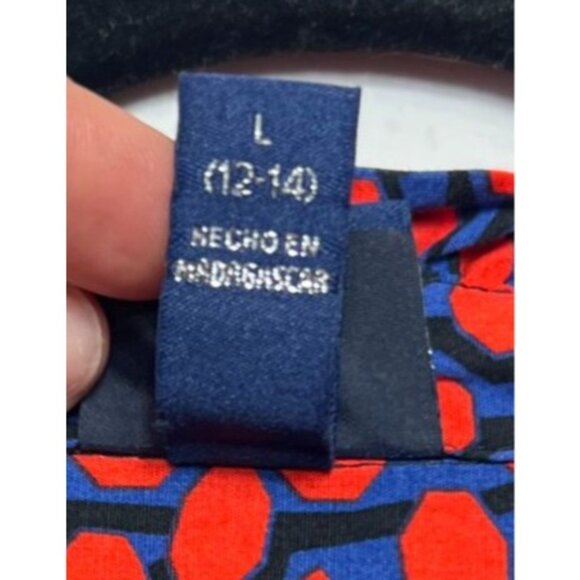 L
(12-14)
HECHO EN
MADAGASCAR